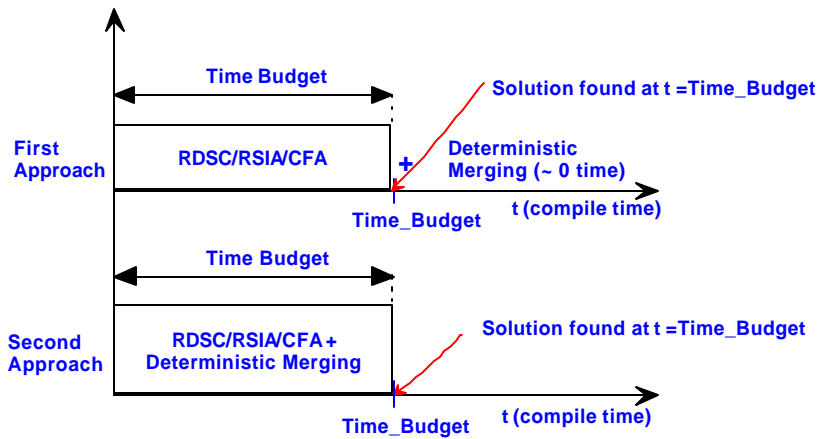 Time Budget
Solution found at t =Time_Budget
First
Approach
RDSC/RSIA/CFA
+
Deterministic
Merging (~ 0 time)
Time_Budget
t (compile time)
Time Budget
Second
Approach
RDSC/RSIA/CFA +
Deterministic Merging
Solution found at t =Time_Budget
Time_Budget
t (compile time)